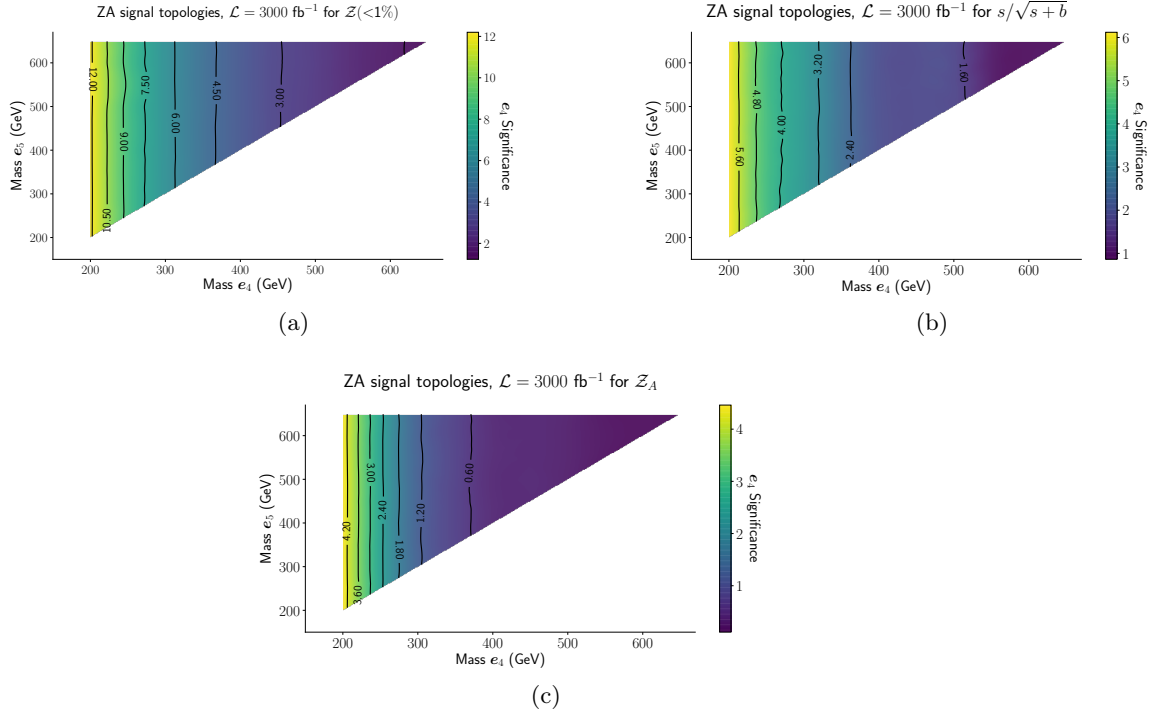 ZA signal topologies, 𝓛 = 3000 fb⁻¹ for 𝒵(<1%)
Mass e₅ (GeV)
600
500
400
300
200
12.00
10.50
9.00
7.50
6.00
4.50
3.00
200 300 400 500 600
Mass e₄ (GeV)
12
10
8
6
4
2
e₄ Significance
(a)
ZA signal topologies, 𝓛 = 3000 fb⁻¹ for s/√s + b
Mass e₅ (GeV)
600
500
400
300
200
5.60
4.80
4.00
3.20
2.40
1.60
200 300 400 500 600
Mass e₄ (GeV)
6
5
4
3
2
1
e₄ Significance
(b)
ZA signal topologies, 𝓛 = 3000 fb⁻¹ for 𝒵_A
Mass e₅ (GeV)
600
500
400
300
200
4.20
3.60
3.00
2.40
1.80
1.20
0.60
200 300 400 500 600
Mass e₄ (GeV)
4
3
2
1
e₄ Significance
(c)